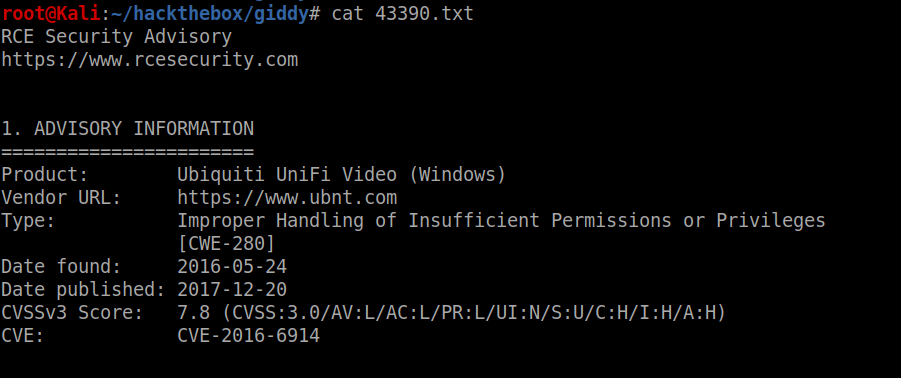 root@Kali:~/hackthebox/giddy# cat 43390.txt
RCE Security Advisory
https://www.rcesecurity.com
1. ADVISORY INFORMATION
=======================
Product:        Ubiquiti UniFi Video (Windows)
Vendor URL:     https://www.ubnt.com
Type:           Improper Handling of Insufficient Permissions or Privileges
                [CWE-280]
Date found:     2016-05-24
Date published: 2017-12-20
CVSSv3 Score:   7.8 (CVSS:3.0/AV:L/AC:L/PR:L/UI:N/S:U/C:H/I:H/A:H)
CVE:            CVE-2016-6914